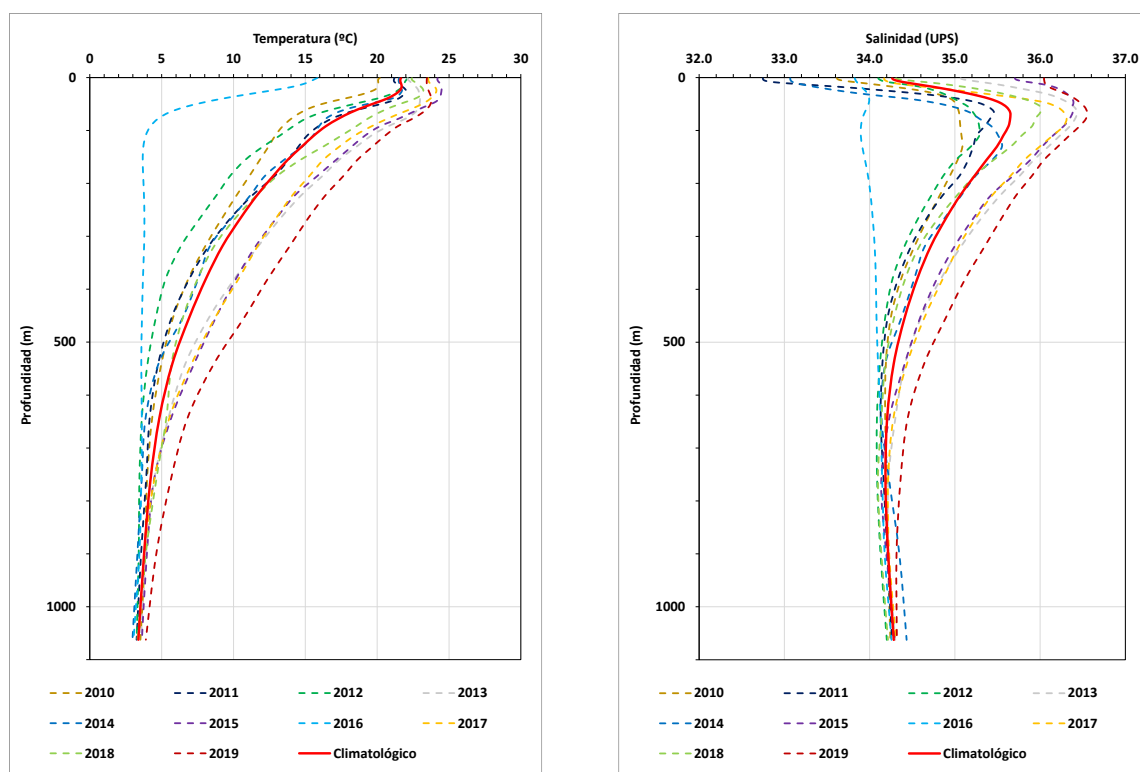 Temperatura (ºC)
0 5 10 15 20 25 30
0
500
1000
Profundidad (m)
2010 2011 2012 2013
2014 2015 2016 2017
2018 2019 Climatológico
Salinidad (UPS)
32.0 33.0 34.0 35.0 36.0 37.0
0
500
1000
Profundidad (m)
2010 2011 2012 2013
2014 2015 2016 2017
2018 2019 Climatológico